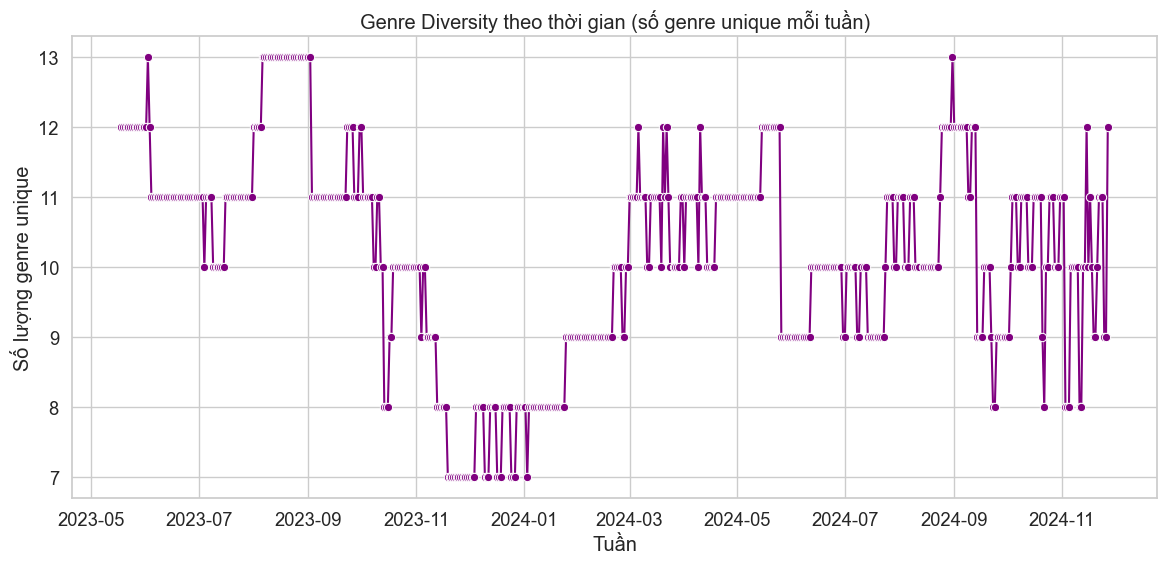 Genre Diversity theo thời gian (số genre unique mỗi tuần)
Số lượng genre unique
13
12
11
10
9
8
7
2023-05 2023-07 2023-09 2023-11 2024-01 2024-03 2024-05 2024-07 2024-09 2024-11
Tuần